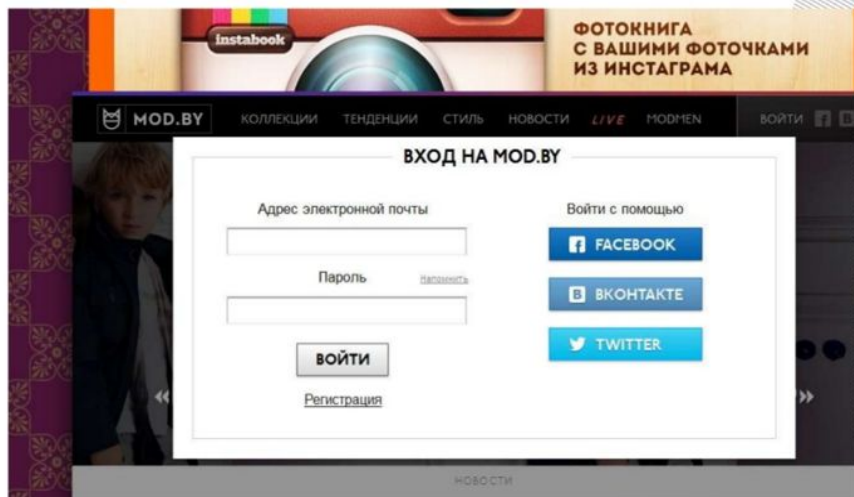 instabook
ФОТОКНИГА
С ВАШИМИ ФОТОЧКАМИ
ИЗ ИНСТАГРАМА
MOD.BY КОЛЛЕКЦИИ ТЕНДЕНЦИИ СТИЛЬ НОВОСТИ LIVE MODMEN ВОЙТИ
ВХОД НА MOD.BY
Адрес электронной почты
Пароль Напомнить
ВОЙТИ
Регистрация
Войти с помощью
FACEBOOK
ВКОНТАКТЕ
TWITTER
НОВОСТИ